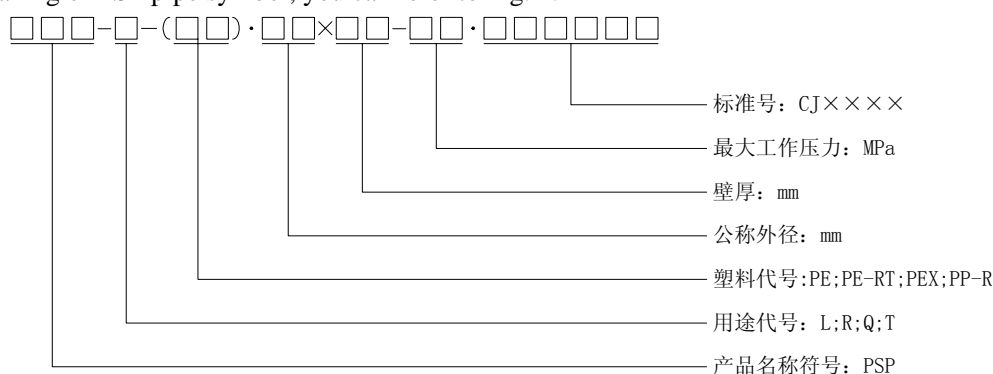 □□□-□-(□□)·□□×□□-□□·□□□□□□
标准号：CJ××××
最大工作压力：MPa
壁厚：mm
公称外径：mm
塑料代号:PE;PE-RT;PEX;PP-R
用途代号：L;R;Q;T
产品名称符号：PSP